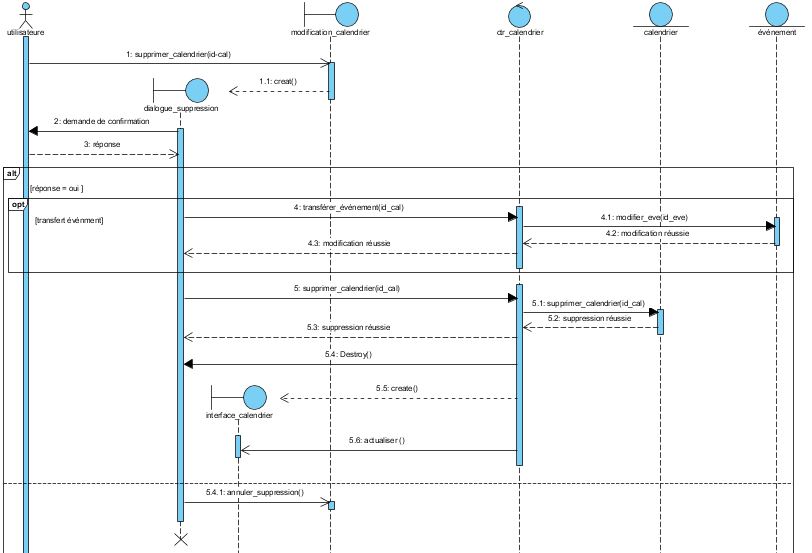 utilisateure
modification_calendrier
ctr_calendrier
calendrier
événement
1: supprimer_calendrier(id-cal)
1.1: creat()
dialogue_suppression
2: demande de confirmation
3: réponse
alt
[réponse = oui ]
opt
[transfert événment]
4: transférer_événement(id_cal)
4.1: modifier_eve(id_eve)
4.2: modification réussie
4.3: modification réussie
5: supprimer_calendrier(id_cal)
5.1: supprimer_calendrier(id_cal)
5.2: suppression réussie
5.3: suppression réussie
5.4: Destroy()
5.5: create()
interface_calendrier
5.6: actualiser ()
5.4.1: annuler_suppression()